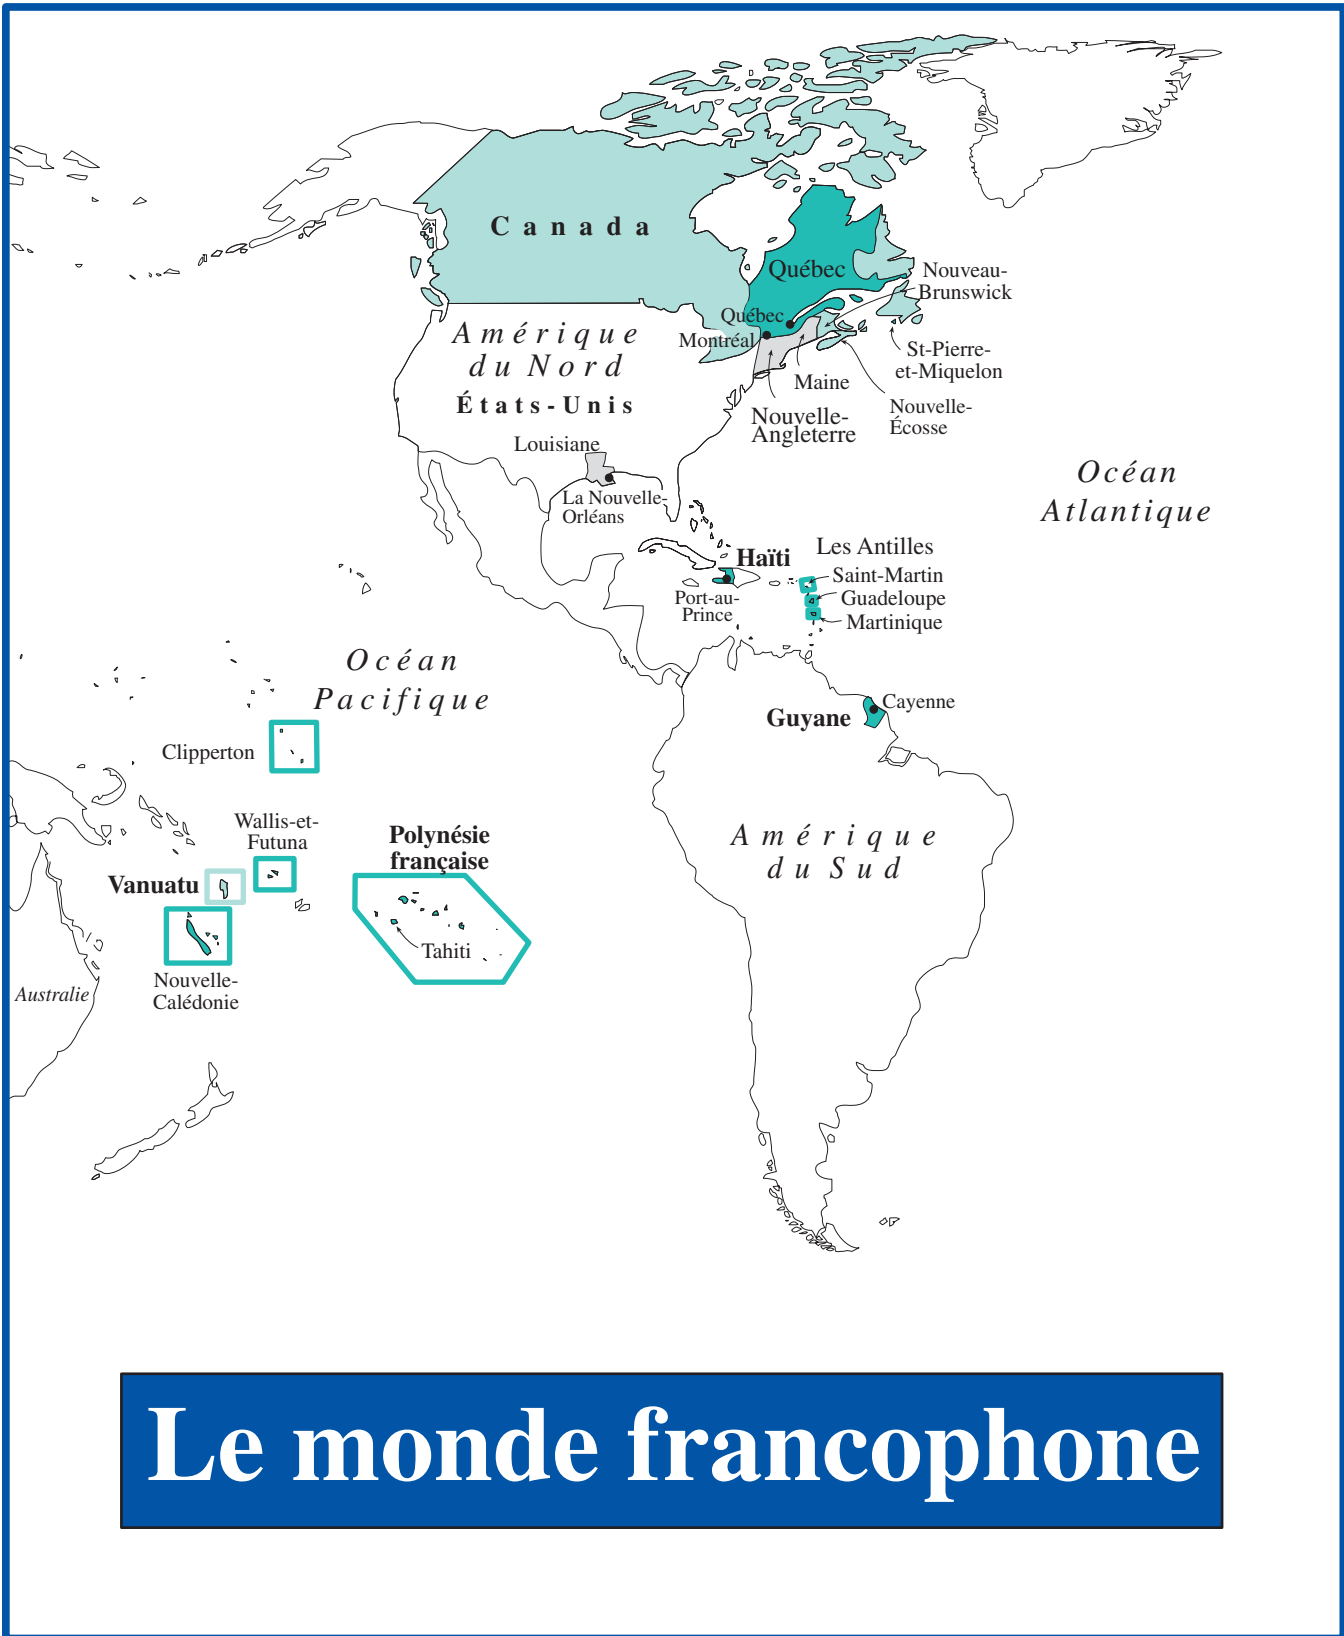 Canada
Québec
Nouveau-
Brunswick
Québec
Montréal
Amérique
du Nord
États-Unis
St-Pierre-
et-Miquelon
Maine
Nouvelle-
Écosse
Nouvelle-
Angleterre
Louisiane
La Nouvelle-
Orléans
Océan
Atlantique
Haïti
Les Antilles
Saint-Martin
Guadeloupe
Martinique
Port-au-
Prince
Océan
Pacifique
Cayenne
Guyane
Clipperton
Wallis-et-
Futuna
Polynésie
française
Amérique
du Sud
Vanuatu
Tahiti
Nouvelle-
Calédonie
Australie
Le monde francophone